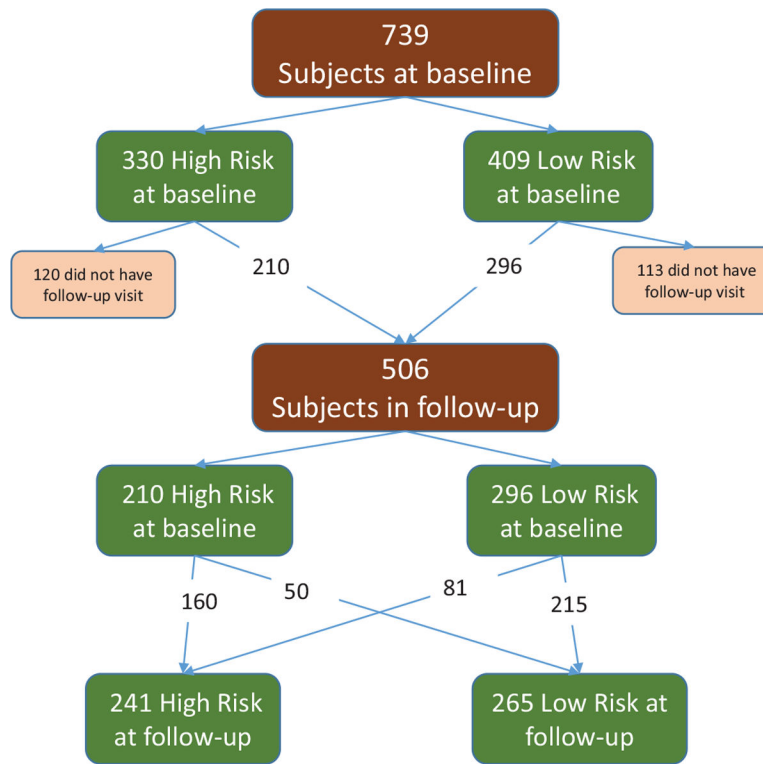 739
Subjects at baseline
330 High Risk
at baseline
409 Low Risk
at baseline
120 did not have
follow-up visit
210
296
113 did not have
follow-up visit
506
Subjects in follow-up
210 High Risk
at baseline
296 Low Risk
at baseline
160
50
81
215
241 High Risk
at follow-up
265 Low Risk at
follow-up